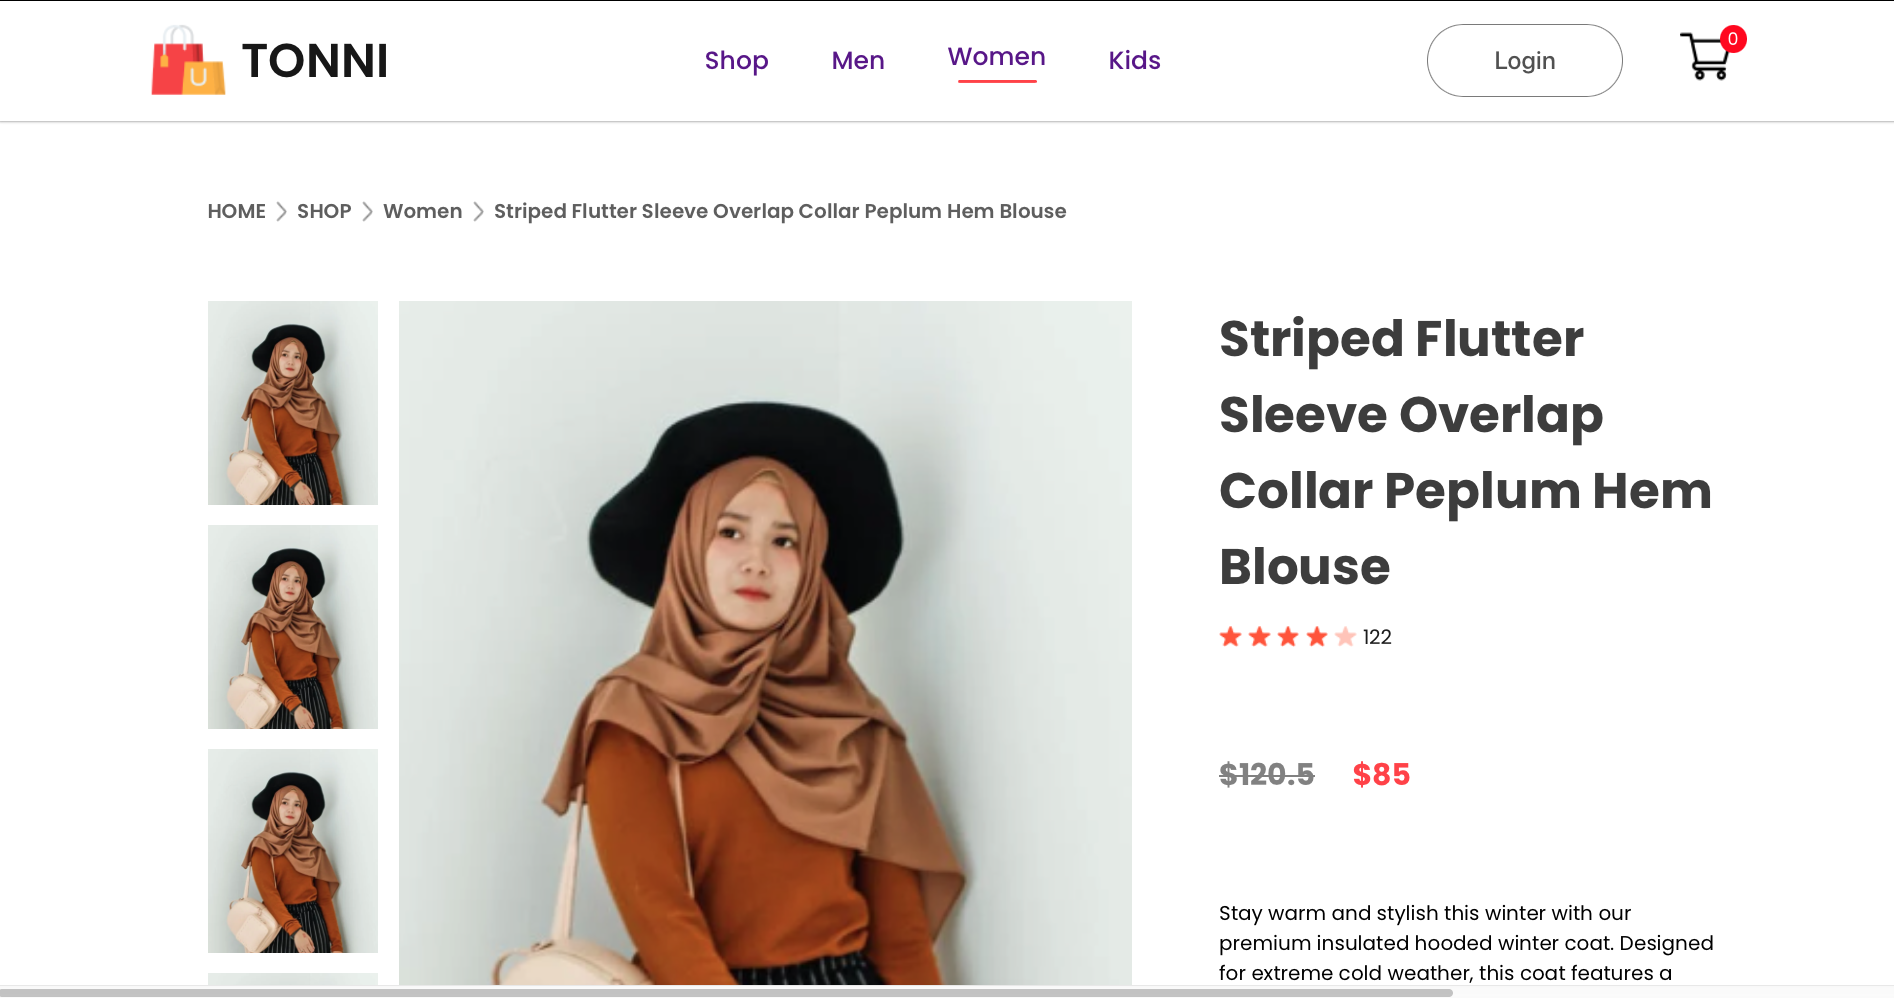 U TONNI
Shop Men Women Kids
Login
0
HOME SHOP Women Striped Flutter Sleeve Overlap Collar Peplum Hem Blouse
Striped Flutter
Sleeve Overlap
Collar Peplum Hem
Blouse
122
$120.5 $85
Stay warm and stylish this winter with our
premium insulated hooded winter coat. Designed
for extreme cold weather, this coat features a